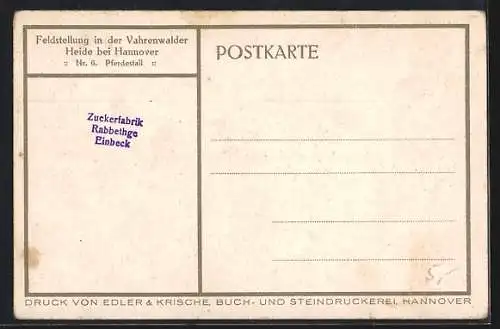 Feldstellung in der Vahrenwalder
Heide bei Hannover
:: Nr. 6. Pferdestall ::
POSTKARTE
Zuckerfabrik
Rabbethge
Einbeck
5,-
DRUCK VON EDLER & KRISCHE, BUCH- UND STEINDRUCKEREI, HANNOVER